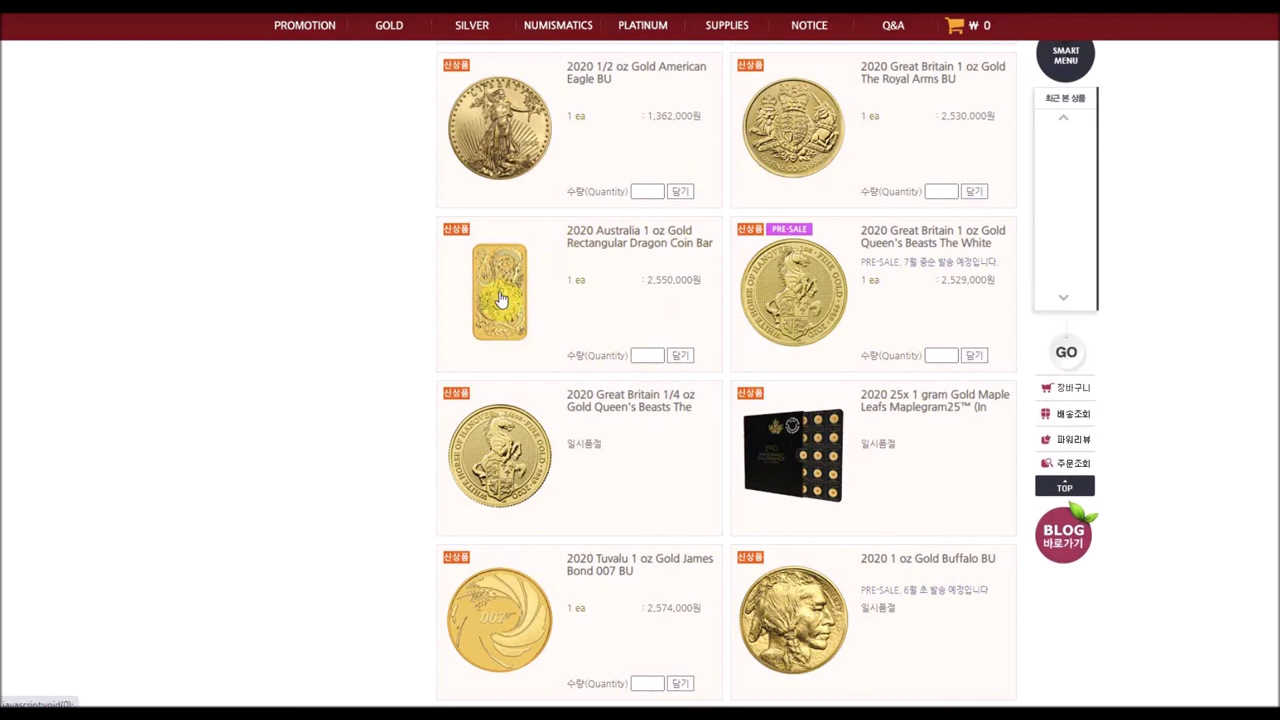 PROMOTION GOLD SILVER NUMISMATICS PLATINUM SUPPLIES NOTICE Q&A ₩ 0
SMART
MENU
최근 본 상품
신상품
2020 1/2 oz Gold American
Eagle BU
1 ea : 1,362,000원
수량(Quantity) 담기
신상품
2020 Great Britain 1 oz Gold
The Royal Arms BU
1 ea : 2,530,000원
수량(Quantity) 담기
신상품
2020 Australia 1 oz Gold
Rectangular Dragon Coin Bar
1 ea : 2,550,000원
수량(Quantity) 담기
신상품 PRE-SALE
2020 Great Britain 1 oz Gold
Queen's Beasts The White
PRE-SALE, 7월 중순 발송 예정입니다.
1 ea : 2,529,000원
수량(Quantity) 담기
신상품
2020 Great Britain 1/4 oz
Gold Queen's Beasts The
일시품절
신상품
2020 25x 1 gram Gold Maple
Leafs Maplegram25™ (In
일시품절
신상품
2020 Tuvalu 1 oz Gold James
Bond 007 BU
1 ea : 2,574,000원
수량(Quantity) 담기
007
신상품
2020 1 oz Gold Buffalo BU
PRE-SALE, 6월 초 발송 예정입니다
일시품절
GO
장바구니
배송조회
파워리뷰
주문조회
TOP
BLOG
바로가기
javascript:void(0);